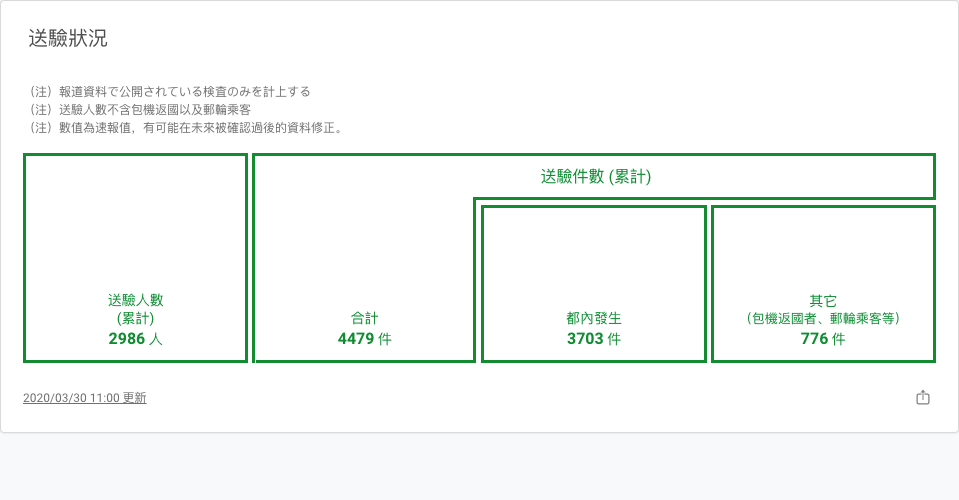 送驗狀況
（注）報道資料で公開されている検査のみを計上する
（注）送驗人數不含包機返國以及郵輪乘客
（注）數值為速報值，有可能在未來被確認過後的資料修正。
送驗件數 (累計)
送驗人數
(累計)
2986 人
合計
4479 件
都內發生
3703 件
其它
（包機返國者、郵輪乘客等）
776 件
2020/03/30 11:00 更新